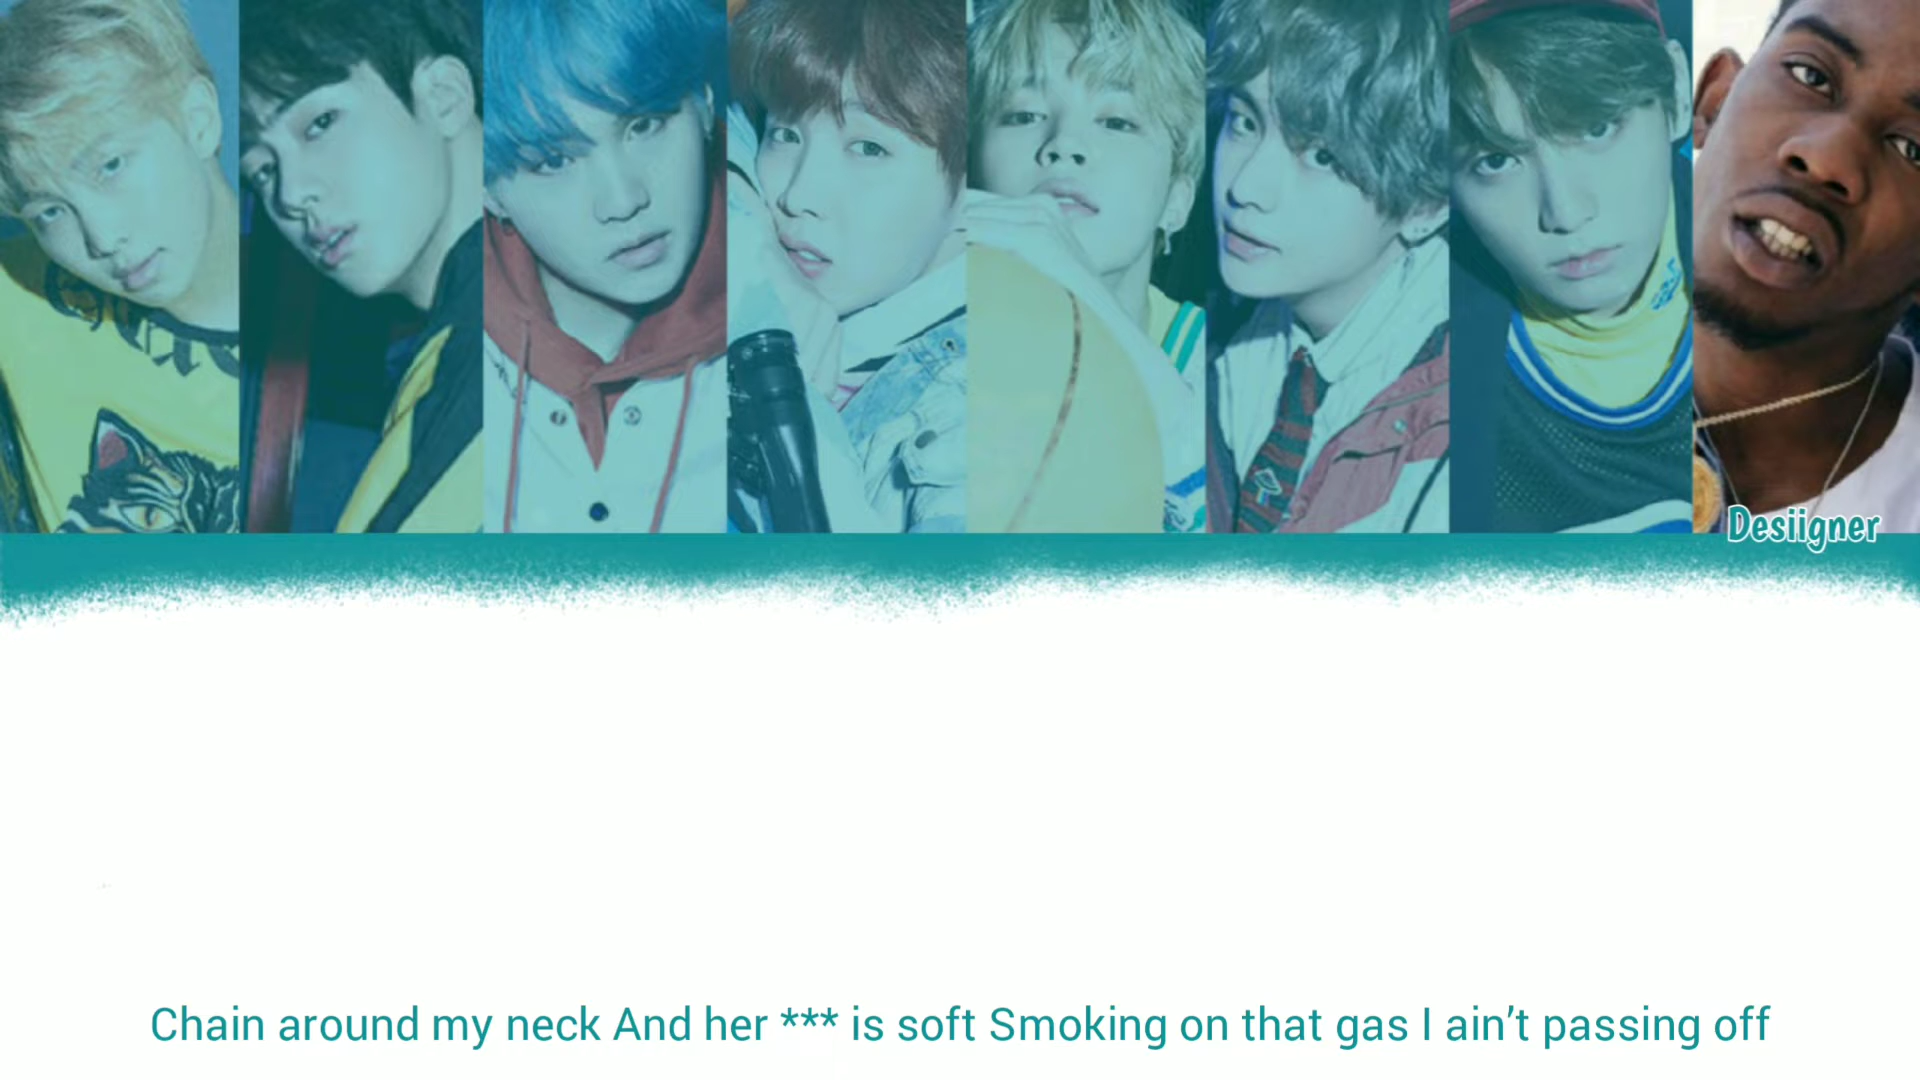 Desiigner
Chain around my neck And her *** is soft Smoking on that gas I ain’t passing off